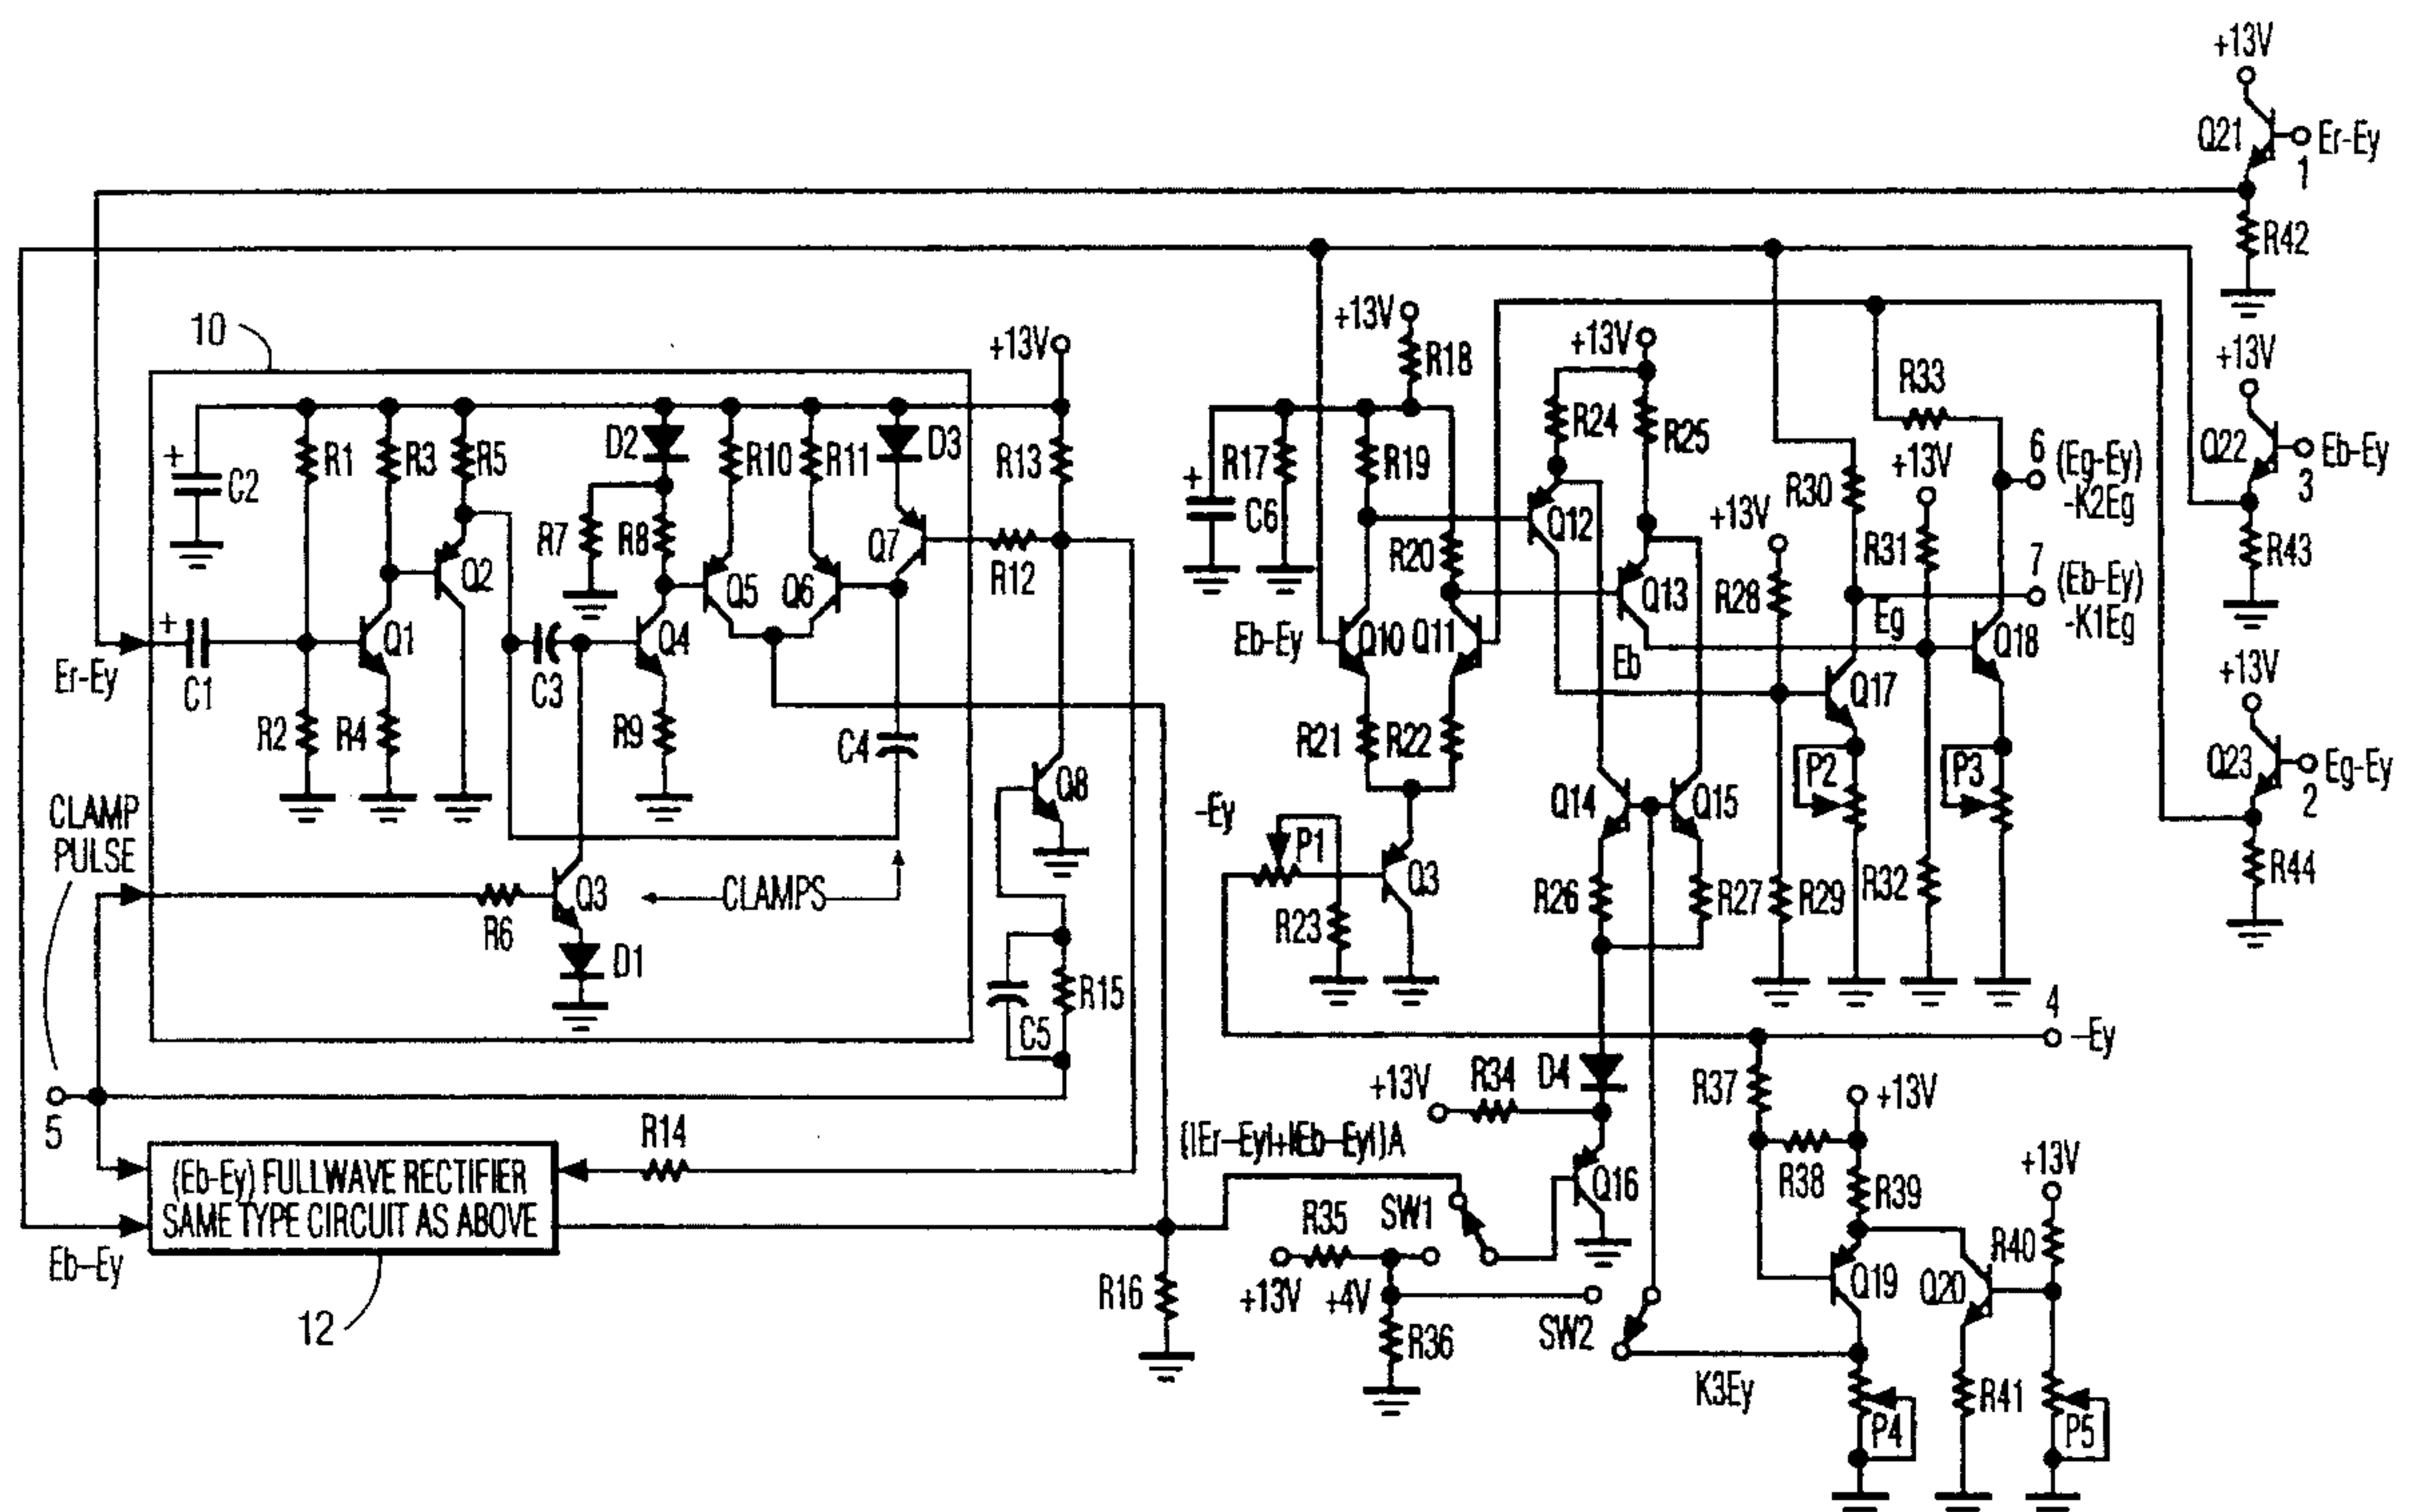 +13V
Q21
Er-Ey
1
R42
10
+13V
+13V
R18
+13V
R33
+13V
Q22
Eb-Ey
3
R43
C2
R1
R3
R5
D2
R10
R11
D3
R13
R17
C6
R19
R24
R25
+13V
6
(Eg-Ey)
-K2Eg
R7
R8
Q2
Q5
Q6
Q7
R12
R20
Q12
Q13
+13V
R28
R30
R31
7
(Eb-Ey)
-K1Eg
Eg
Er-Ey
C1
Q1
C3
Q4
Eb-Ey
Q10
Q11
Eb
Q17
Q18
+13V
R2
R4
R9
C4
R21
R22
P2
P3
Q23
Eg-Ey
2
CLAMP
PULSE
Q8
-Ey
P1
Q14
Q15
R6
Q3
CLAMPS
R23
Q3
R26
R27
R29
R32
R44
D1
C5
R15
4
-Ey
5
R14
+13V
R34
D4
R37
+13V
(|Er-Ey|+|Eb-Ey|)A
(Eb-Ey) FULLWAVE RECTIFIER
SAME TYPE CIRCUIT AS ABOVE
Eb-Ey
12
R16
R35
SW1
Q16
R38
R39
+13V
R40
+13V
+4V
R36
SW2
K3Ey
Q19
Q20
P4
R41
P5